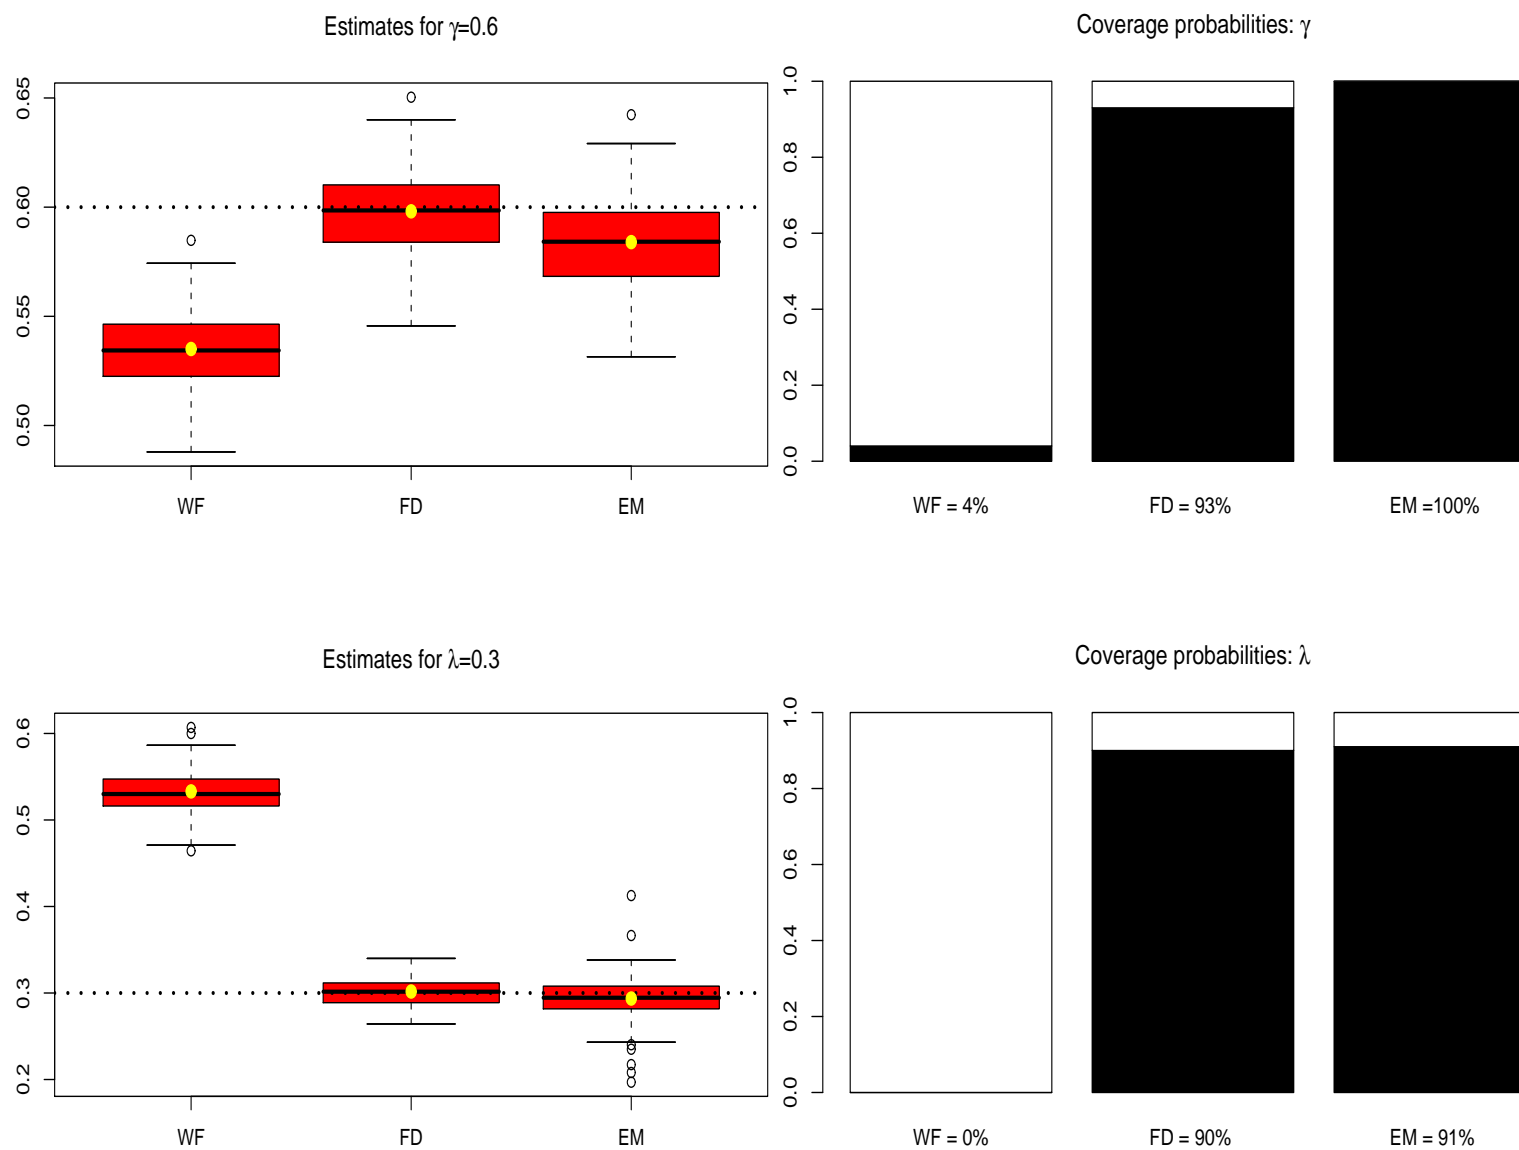 Estimates for γ=0.6
0.65
0.60
0.55
0.50
WF FD EM
Coverage probabilities: γ
1.0
0.8
0.6
0.4
0.2
0.0
WF = 4% FD = 93% EM =100%
Estimates for λ=0.3
0.6
0.5
0.4
0.3
0.2
WF FD EM
Coverage probabilities: λ
1.0
0.8
0.6
0.4
0.2
0.0
WF = 0% FD = 90% EM = 91%